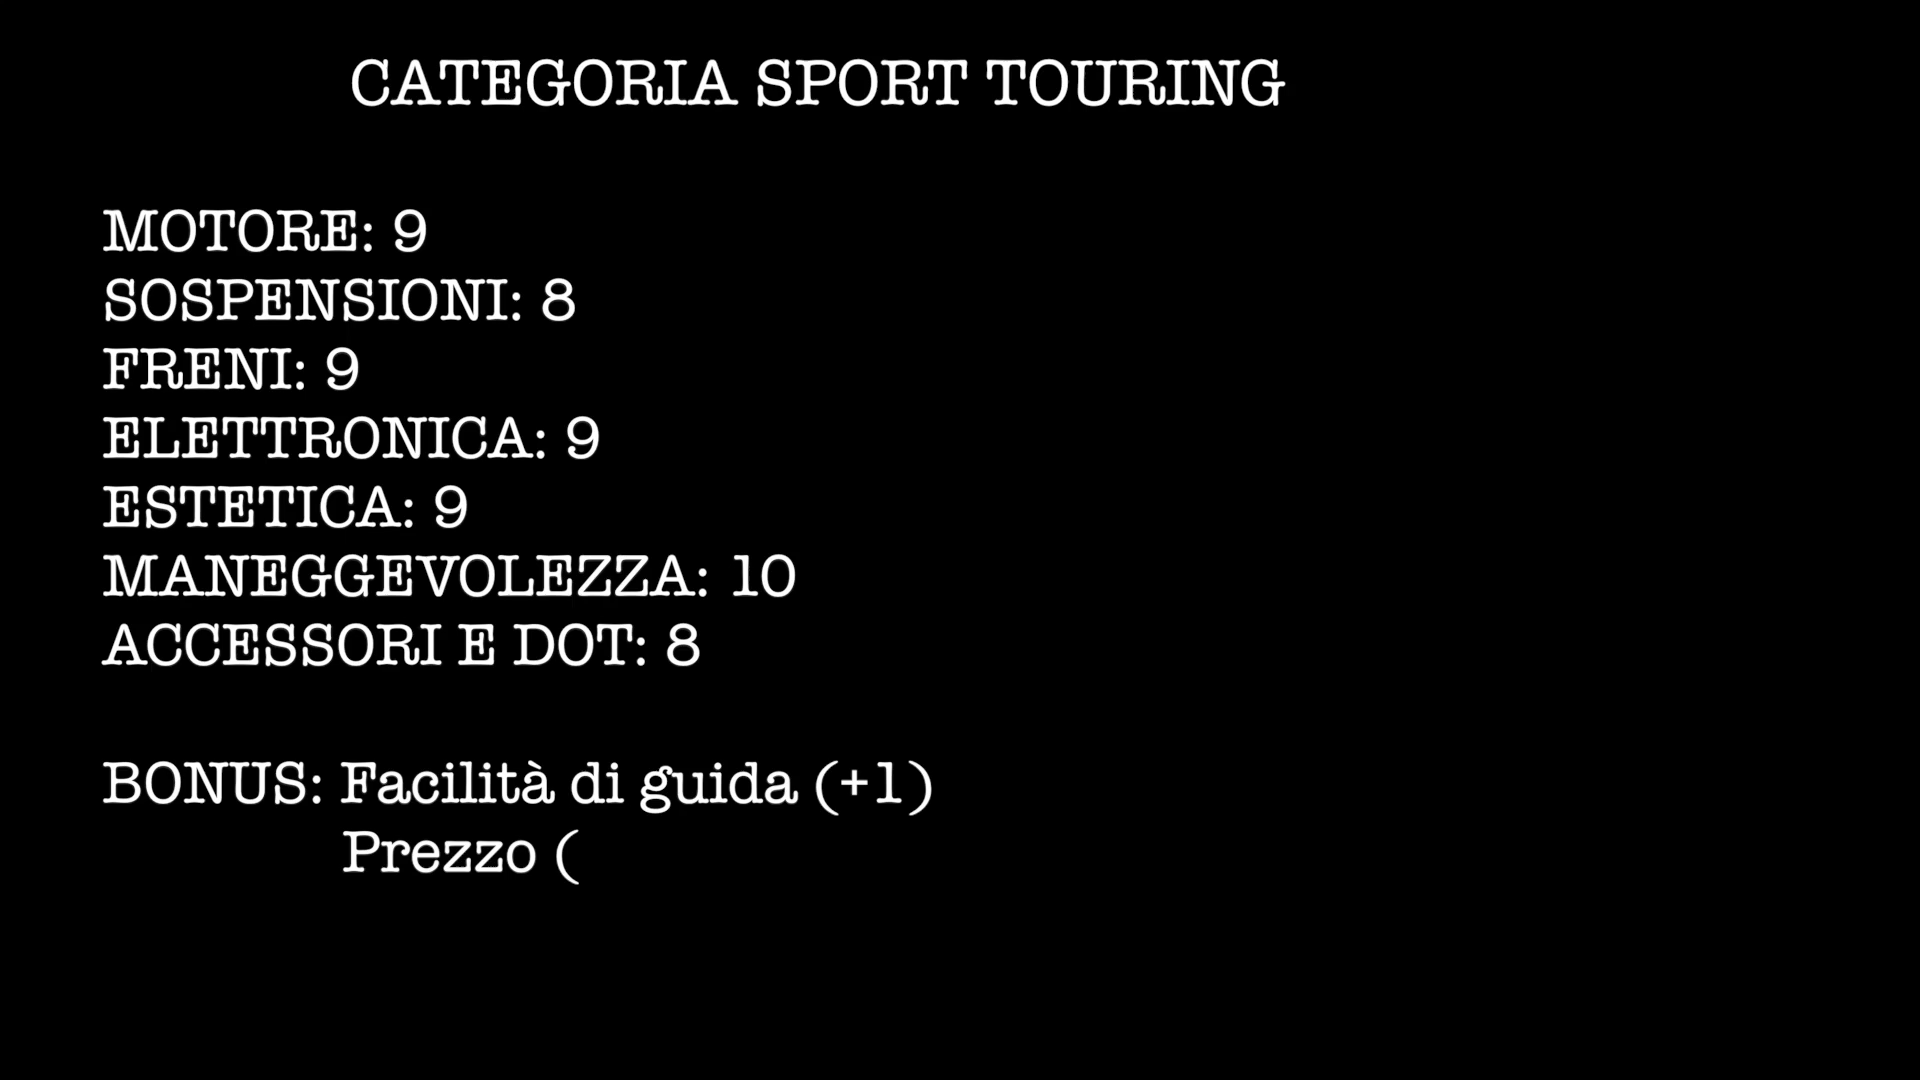 CATEGORIA SPORT TOURING
MOTORE: 9
SOSPENSIONI: 8
FRENI: 9
ELETTRONICA: 9
ESTETICA: 9
MANEGGEVOLEZZA: 10
ACCESSORI E DOT: 8
BONUS: Facilità di guida (+1)
Prezzo (